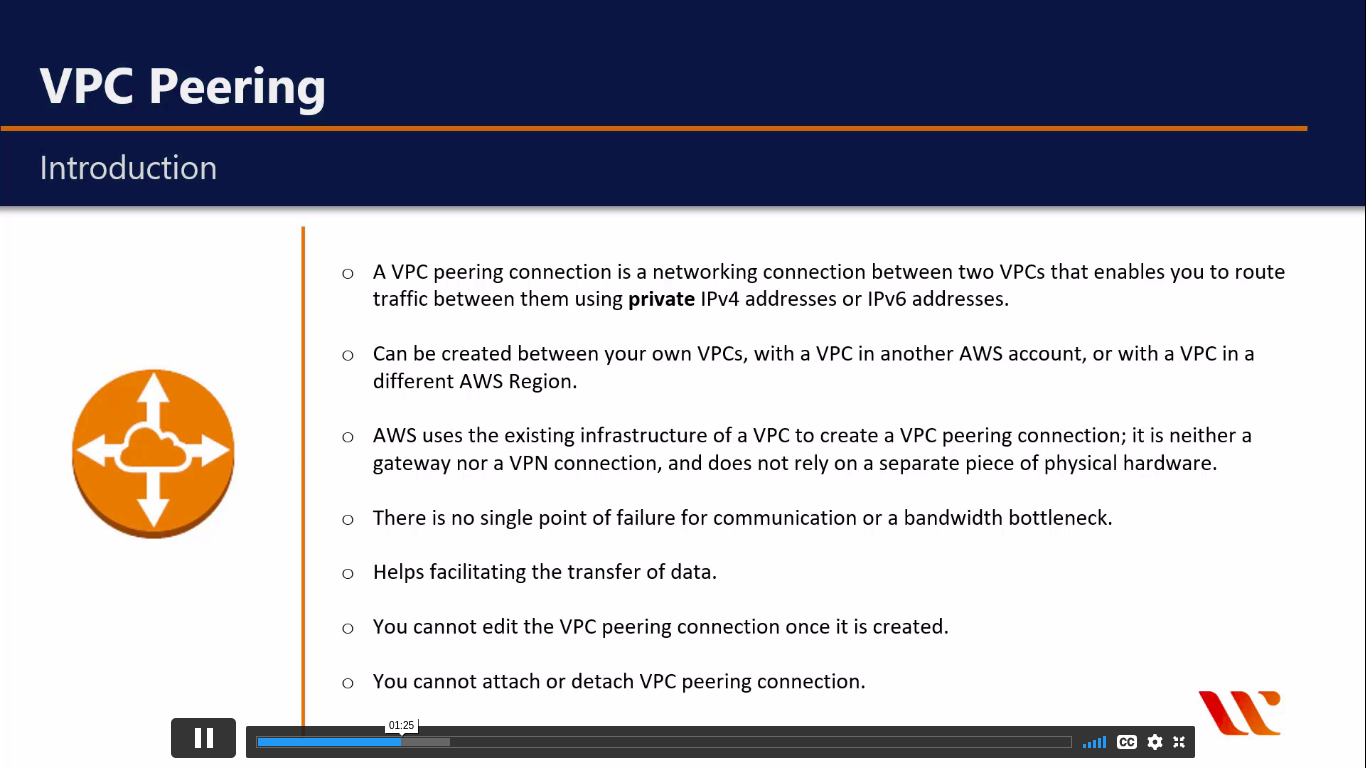 VPC Peering
Introduction
○ A VPC peering connection is a networking connection between two VPCs that enables you to route
traffic between them using private IPv4 addresses or IPv6 addresses.
○ Can be created between your own VPCs, with a VPC in another AWS account, or with a VPC in a
different AWS Region.
○ AWS uses the existing infrastructure of a VPC to create a VPC peering connection; it is neither a
gateway nor a VPN connection, and does not rely on a separate piece of physical hardware.
○ There is no single point of failure for communication or a bandwidth bottleneck.
○ Helps facilitating the transfer of data.
○ You cannot edit the VPC peering connection once it is created.
○ You cannot attach or detach VPC peering connection.
01:25
CC